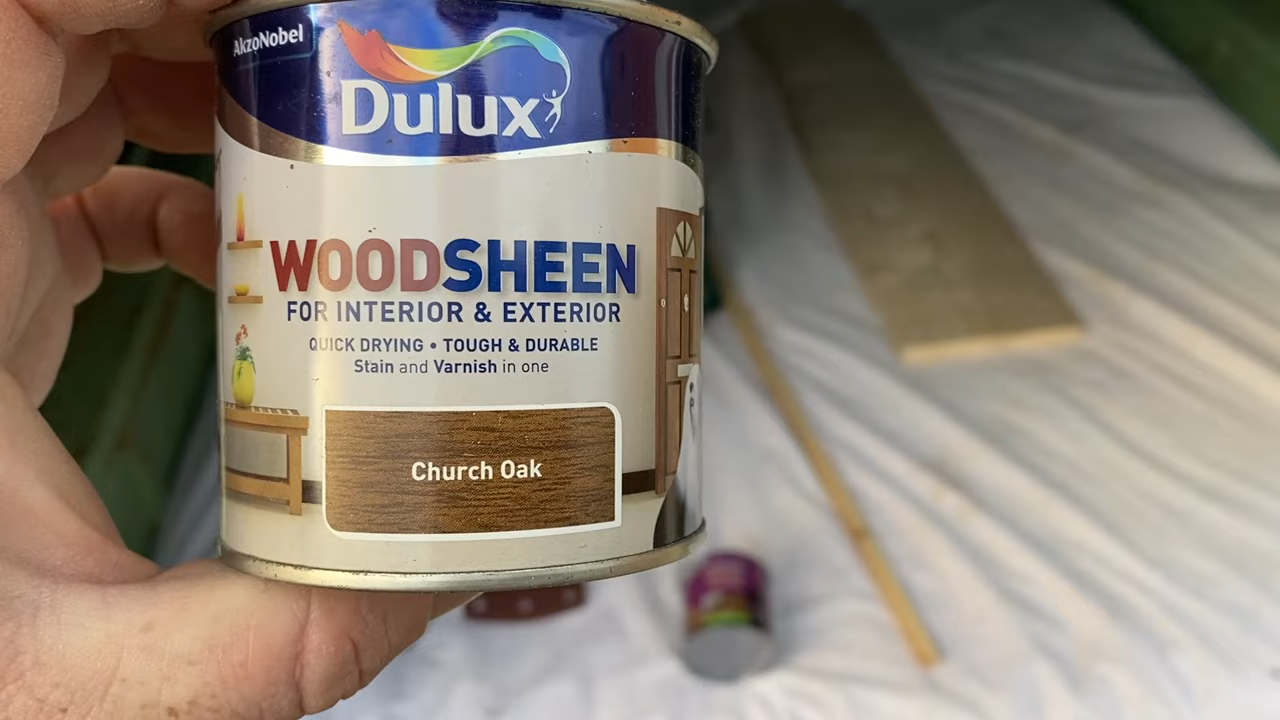 AkzoNobel
Dulux
WOODSHEEN
FOR INTERIOR & EXTERIOR
QUICK DRYING • TOUGH & DURABLE
Stain and Varnish in one
Church Oak